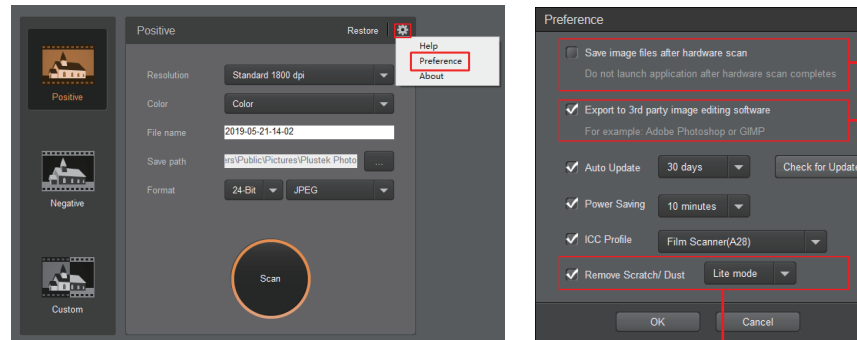 Positive
Negative
Custom
Positive
Restore
Help
Preference
About
Resolution
Standard 1800 dpi
Color
Color
File name
2019-05-21-14-02
Save path
ers\Public\Pictures\Plustek Photo
...
Format
24-Bit
JPEG
Scan
Preference
Save image files after hardware scan
Do not launch application after hardware scan completes
Export to 3rd party image editing software
For example: Adobe Photoshop or GIMP
Auto Update
30 days
Check for Update
Power Saving
10 minutes
ICC Profile
Film Scanner(A28)
Remove Scratch/ Dust
Lite mode
OK
Cancel